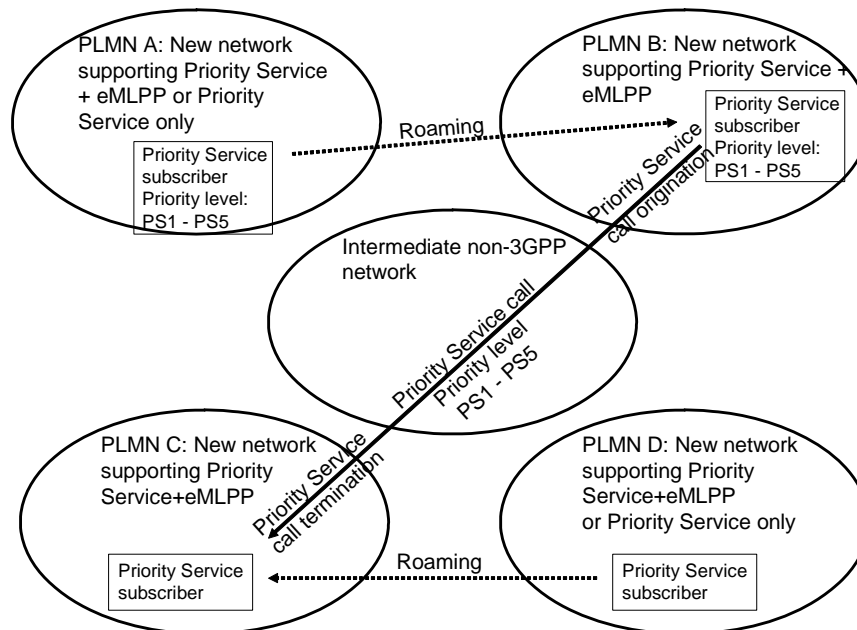 PLMN A: New network
supporting Priority Service
+ eMLPP or Priority
Service only
Priority Service
subscriber
Priority level:
PS1 - PS5
Roaming
PLMN B: New network
supporting Priority Service +
eMLPP
Priority Service
subscriber
Priority level:
PS1 - PS5
Priority Service
call origination
Intermediate non-3GPP
network
Priority Service call
Priority level
PS1 - PS5
Priority Service
call termination
PLMN C: New network
supporting Priority
Service+eMLPP
Priority Service
subscriber
Roaming
PLMN D: New network
supporting Priority
Service+eMLPP
or Priority Service only
Priority Service
subscriber